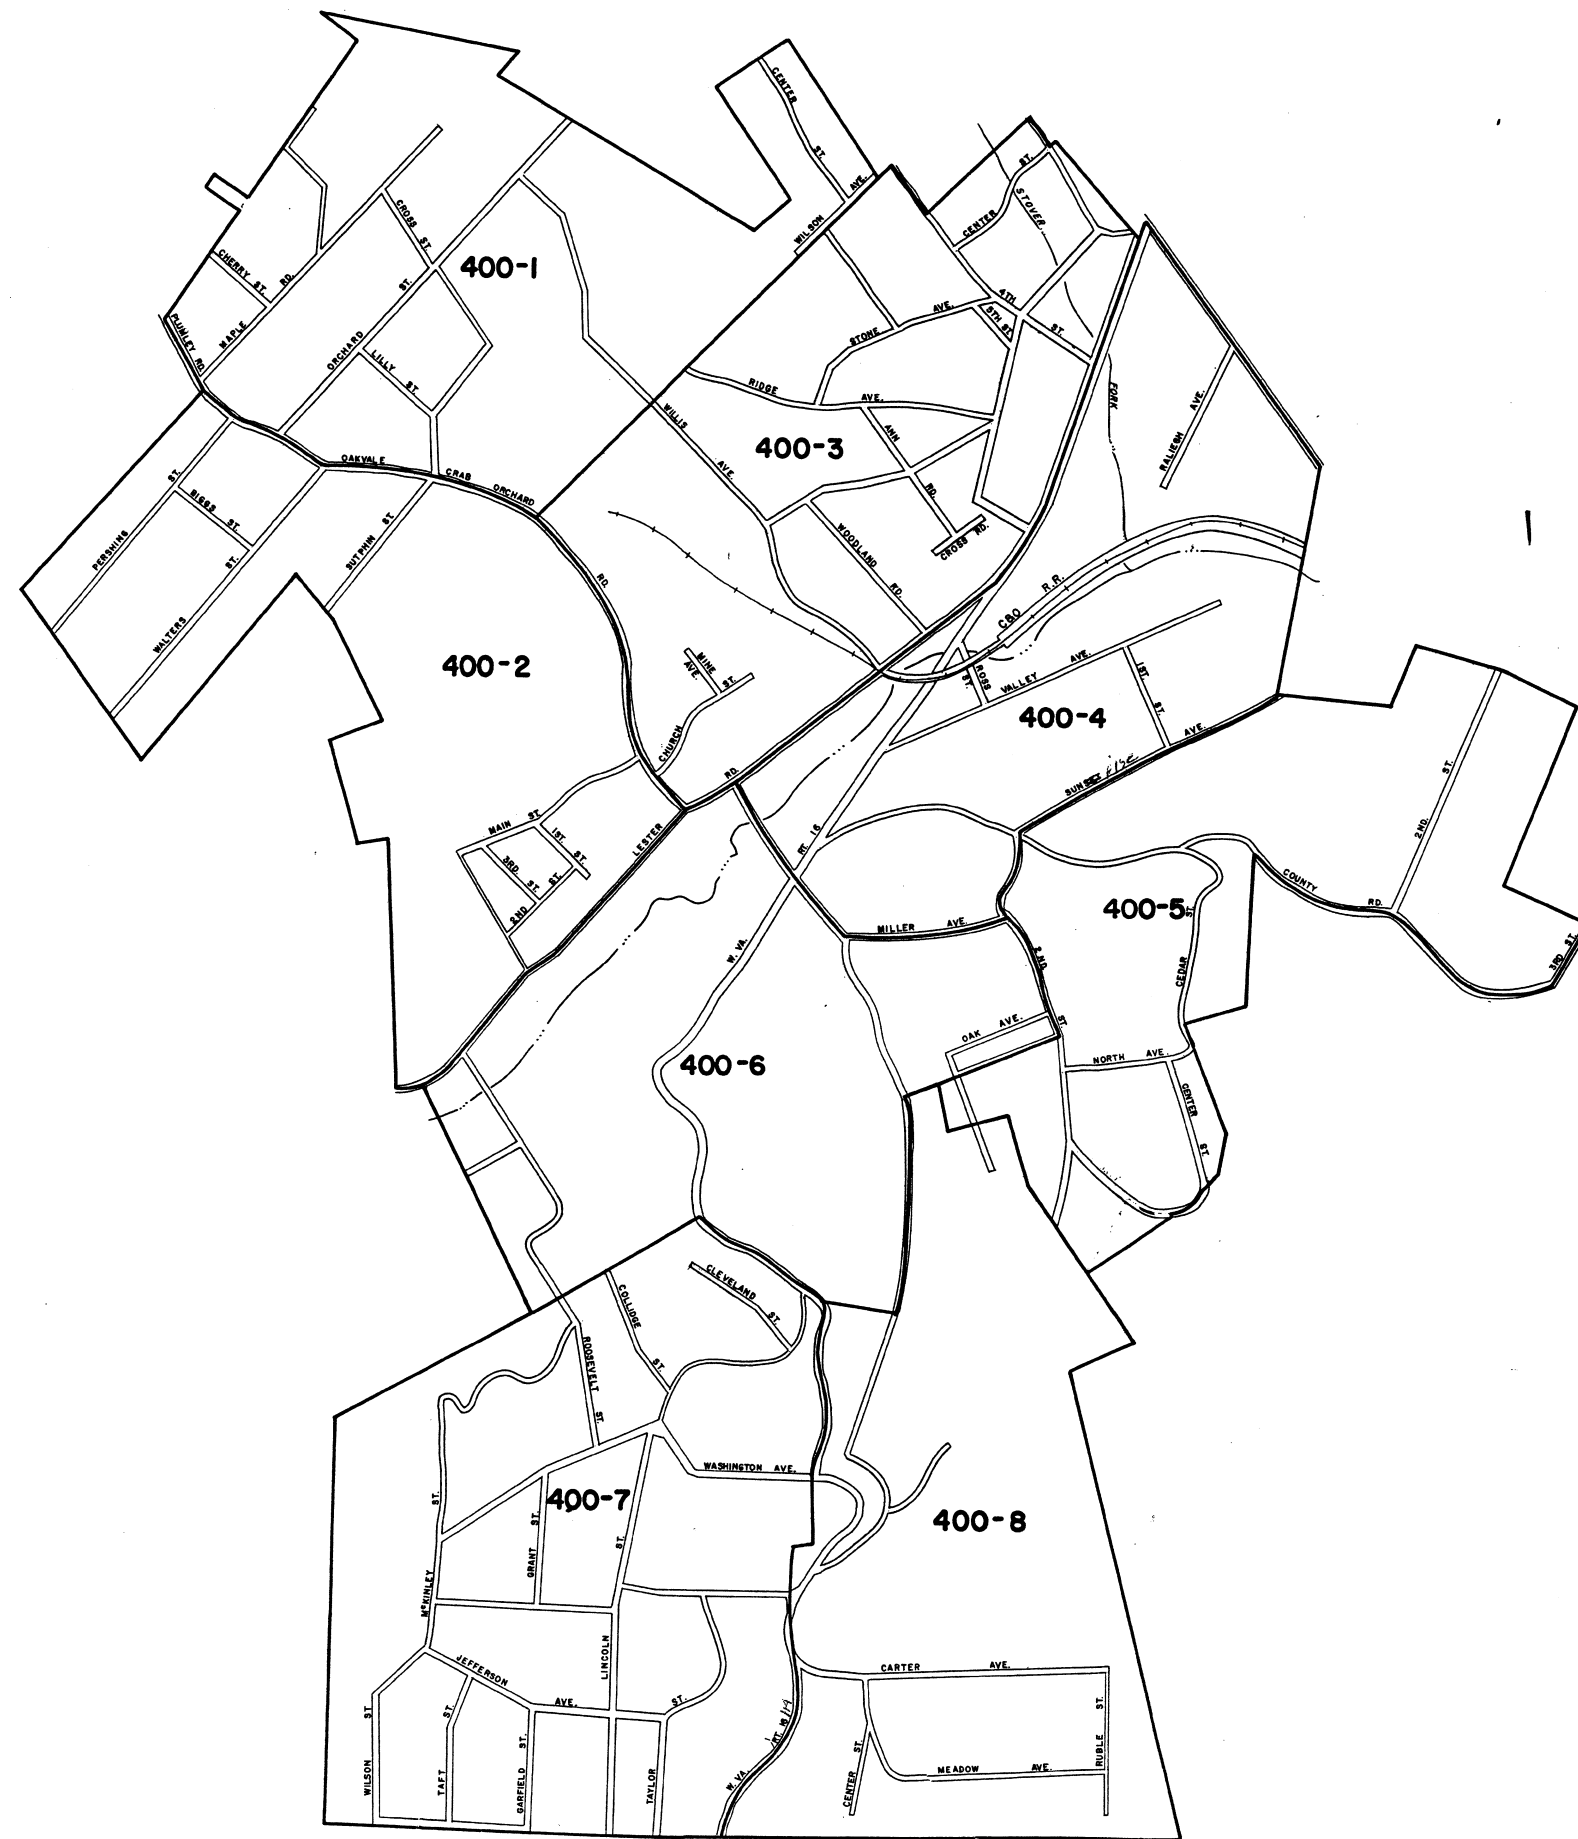 CENTER
ST.
WILSON AVE.
CENTER ST.
STOVER
FORK
CROSS ST.
400-1
CHERRY ST.
MAPLE RD.
PLUMLEY RD.
ORCHARD ST.
LILLY ST.
4TH ST.
5TH ST.
STONE AVE.
RIDGE AVE.
WILLIS AVE.
400-3
ANN RD.
RALIEGH AVE.
OAKVALE CRAB ORCHARD RD.
PERSHING ST.
BIGGS ST.
WALTERS ST.
SUTPHIN ST.
WOODLAND RD.
CROSS RD.
C&O R.R.
400-2
MINE AVE.
CHURCH ST.
ROSS ST.
VALLEY AVE.
1ST. ST.
400-4
SUNSET AVE.
LESTER RD.
MAIN ST.
1ST. ST.
3RD ST.
2ND ST.
W. VA. RT. 16
2ND. ST.
COUNTY RD.
3RD ST.
400-5
CEDAR ST.
MILLER AVE.
2ND ST.
OAK AVE.
NORTH AVE.
CENTER ST.
400-6
CLEVELAND ST.
COLLIDGE ST.
ROOSEVELT ST.
WASHINGTON AVE.
400-7
400-8
GRANT ST.
McKINLEY ST.
LINCOLN ST.
JEFFERSON AVE.
WILSON ST
TAFT ST.
GARFIELD ST.
TAYLOR ST.
W. VA. RT. 16
CARTER AVE.
CENTER ST.
MEADOW AVE.
RUBLE ST.